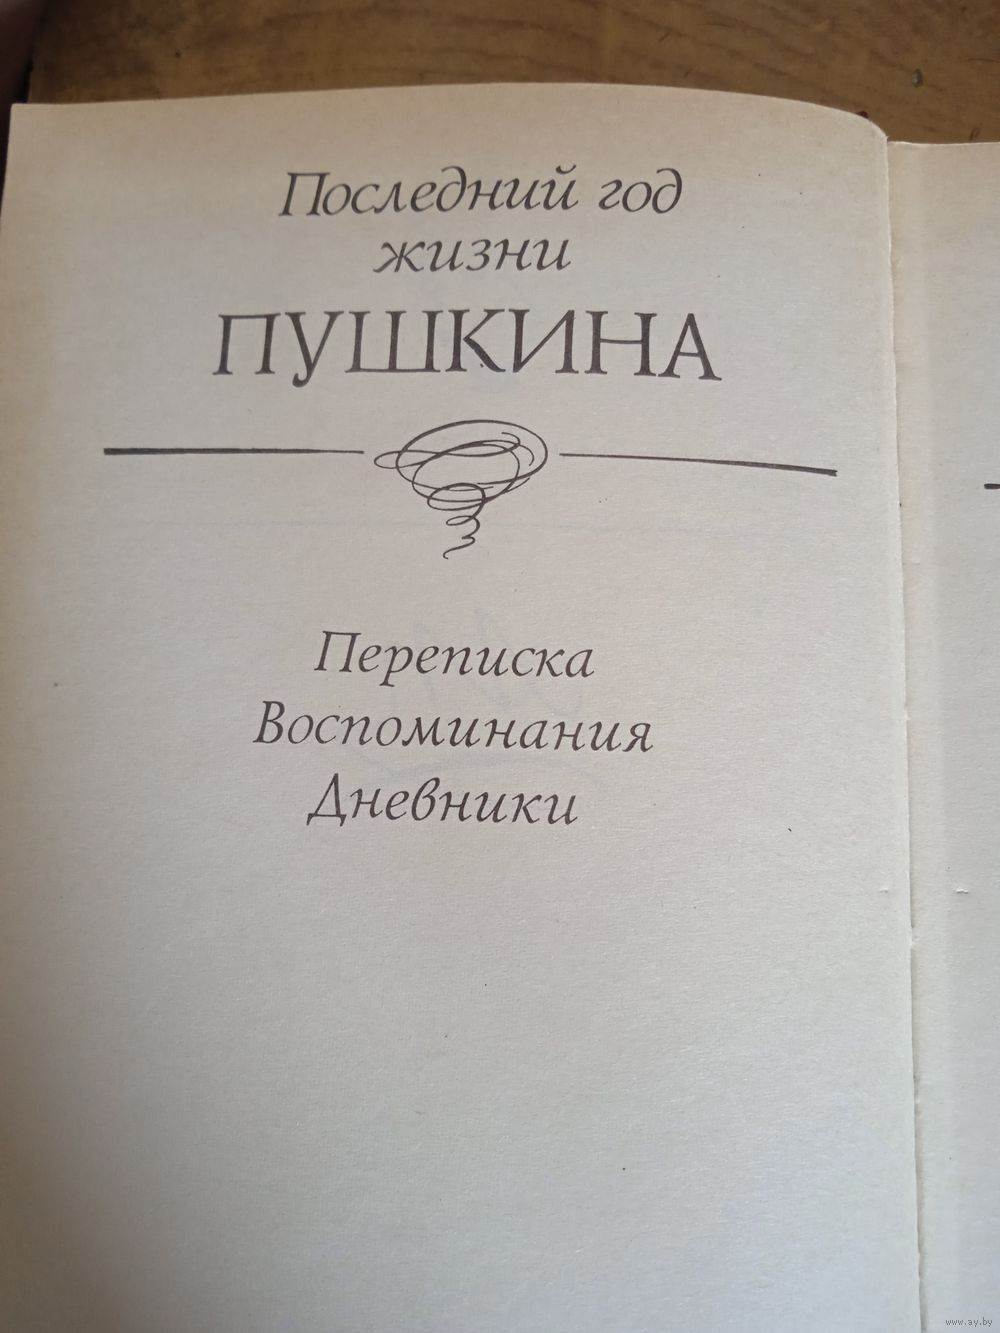 Последний год
жизни
ПУШКИНА
Переписка
Воспоминания
Дневники
www.ay.by